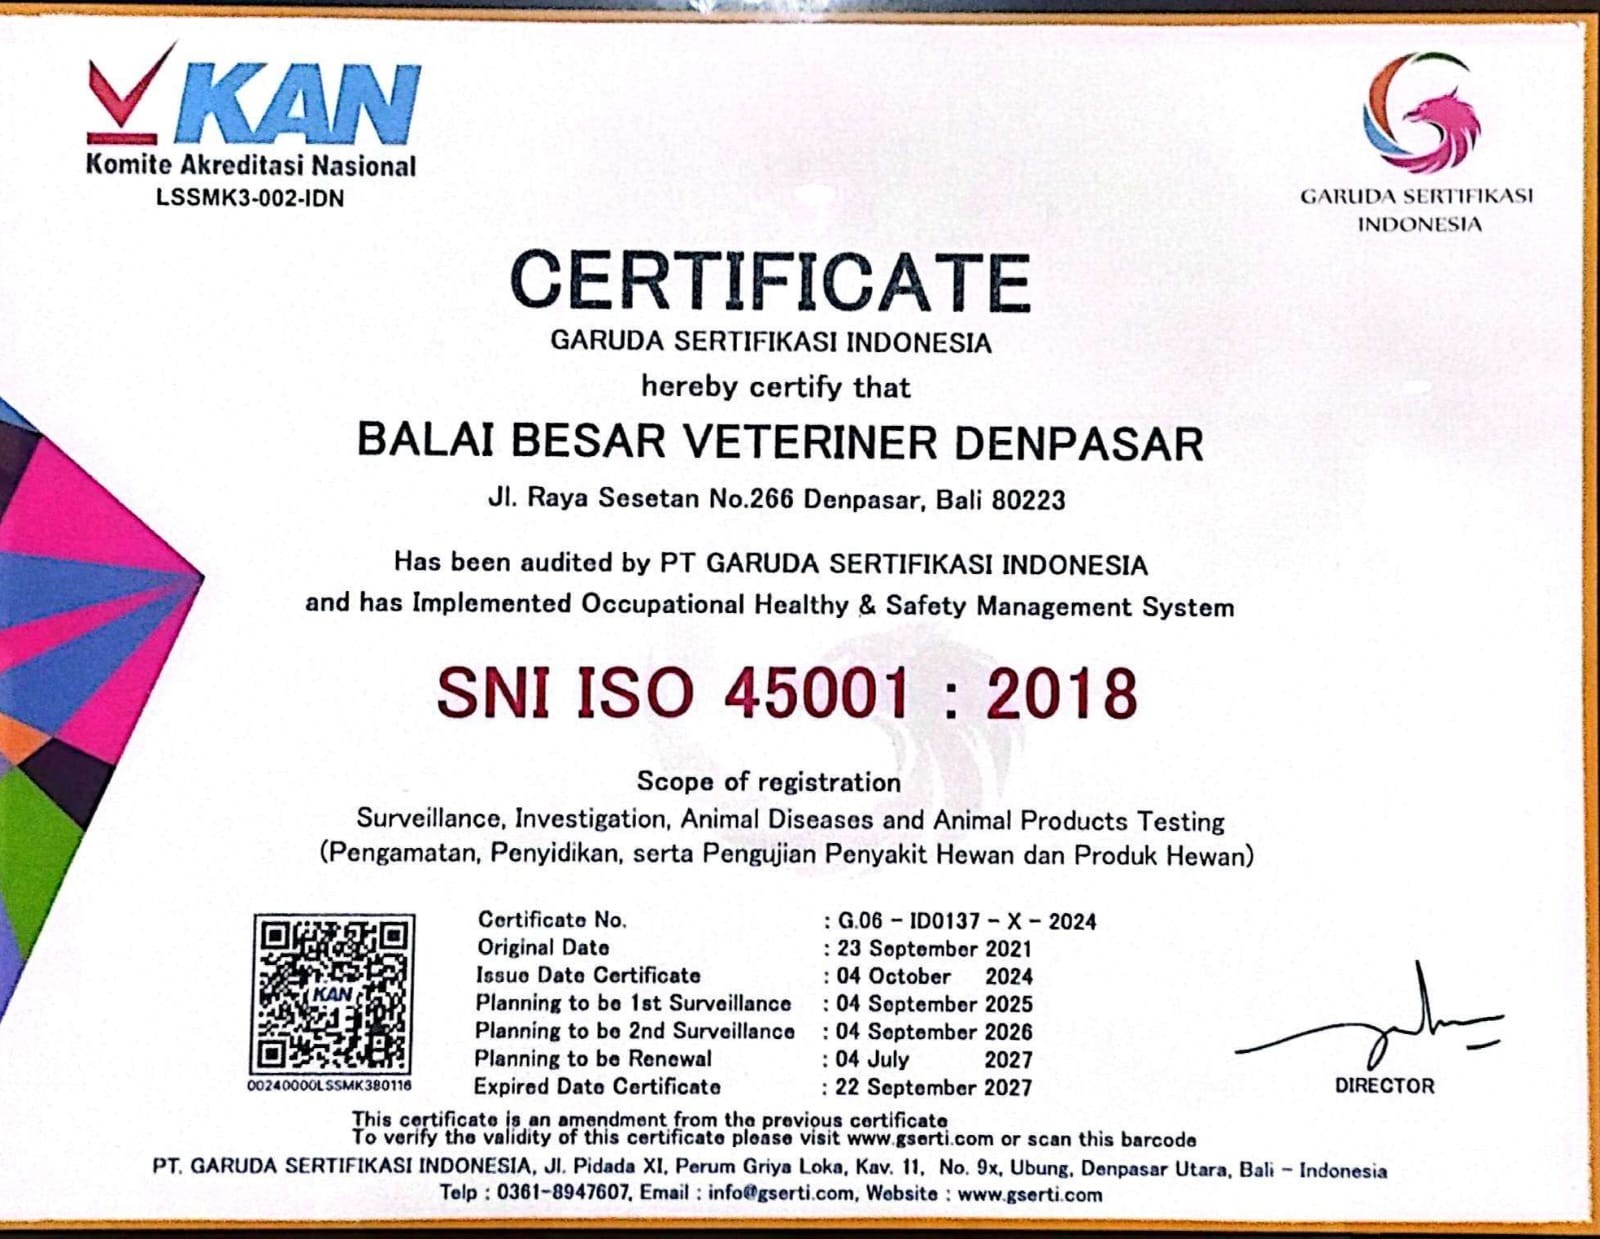 KAN
Komite Akreditasi Nasional
LSSMK3-002-IDN
GARUDA SERTIFIKASI
INDONESIA
CERTIFICATE
GARUDA SERTIFIKASI INDONESIA
hereby certify that
BALAI BESAR VETERINER DENPASAR
Jl. Raya Sesetan No.266 Denpasar, Bali 80223
Has been audited by PT GARUDA SERTIFIKASI INDONESIA
and has Implemented Occupational Healthy & Safety Management System
SNI ISO 45001 : 2018
Scope of registration
Surveillance, Investigation, Animal Diseases and Animal Products Testing
(Pengamatan, Penyidikan, serta Pengujian Penyakit Hewan dan Produk Hewan)
KAN
00240000LSSMK380116
Certificate No. : G.06 - ID0137 - X - 2024
Original Date : 23 September 2021
Issue Date Certificate : 04 October 2024
Planning to be 1st Surveillance : 04 September 2025
Planning to be 2nd Surveillance : 04 September 2026
Planning to be Renewal : 04 July 2027
Expired Date Certificate : 22 September 2027
DIRECTOR
This certificate is an amendment from the previous certificate
To verify the validity of this certificate please visit www.gserti.com or scan this barcode
PT. GARUDA SERTIFIKASI INDONESIA, Jl. Pidada XI, Perum Griya Loka, Kav. 11, No. 9x, Ubung, Denpasar Utara, Bali - Indonesia
Telp : 0361-8947607, Email : info@gserti.com, Website : www.gserti.com